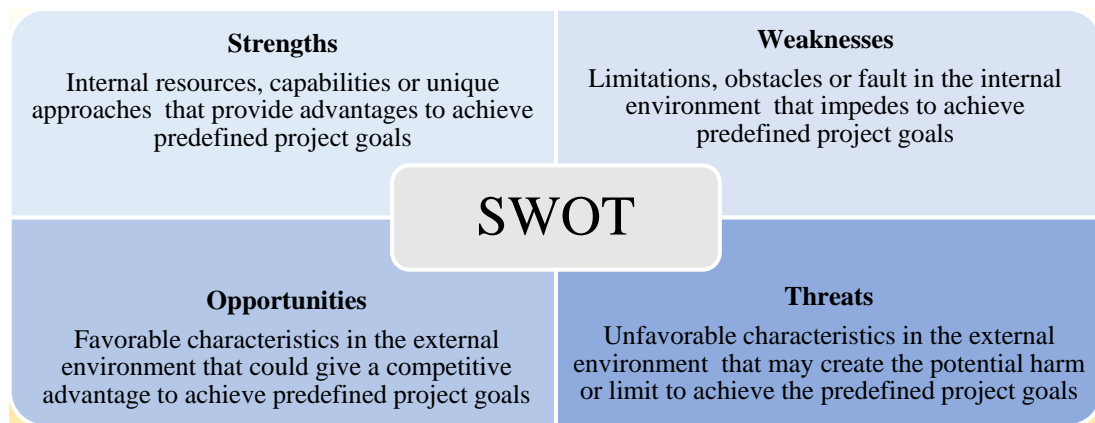 Strengths
Internal resources, capabilities or unique
approaches that provide advantages to achieve
predefined project goals
Weaknesses
Limitations, obstacles or fault in the internal
environment that impedes to achieve
predefined project goals
SWOT
Opportunities
Favorable characteristics in the external
environment that could give a competitive
advantage to achieve predefined project goals
Threats
Unfavorable characteristics in the external
environment that may create the potential harm
or limit to achieve the predefined project goals